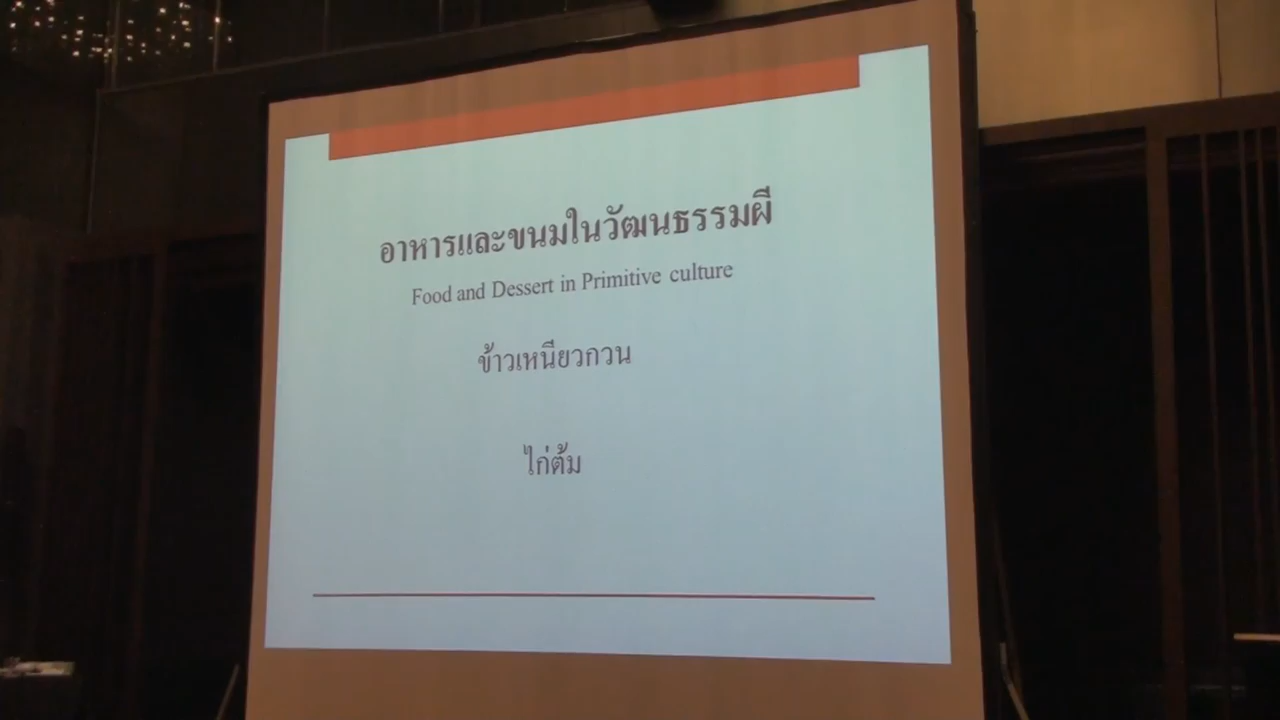 อาหารและขนมในวัฒนธรรมผี
Food and Dessert in Primitive culture
ข้าวเหนียวกวน
ไก่ต้ม